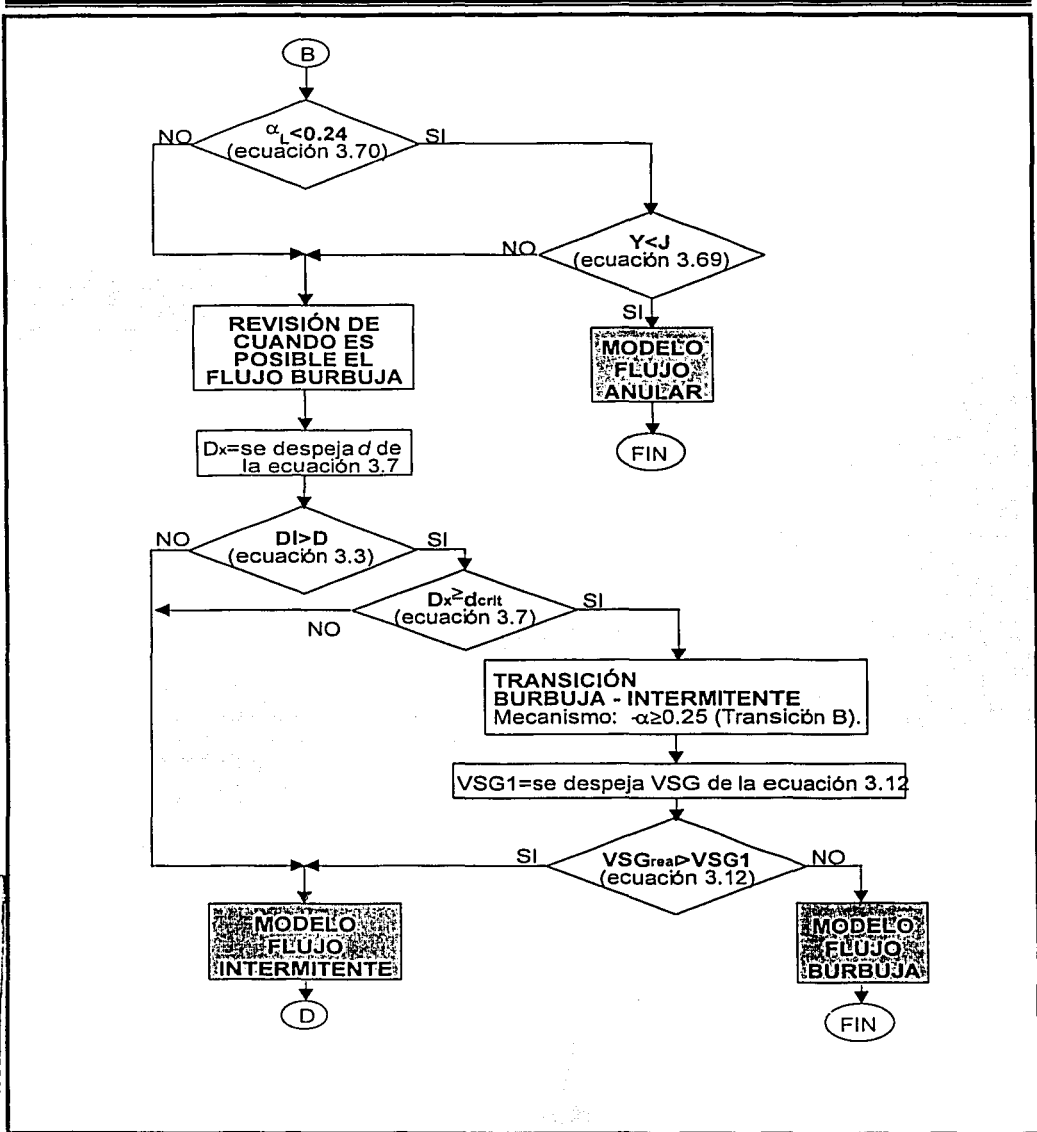 B
αL<0.24
(ecuación 3.70)
NO
SI
Y<J
(ecuación 3.69)
NO
SI
REVISIÓN DE
CUANDO ES
POSIBLE EL
FLUJO BURBUJA
MODELO
FLUJO
ANULAR
FIN
Dx=se despeja d de
la ecuación 3.7
DI>D
(ecuación 3.3)
NO
SI
Dx≥dcrit
(ecuación 3.7)
NO
SI
TRANSICIÓN
BURBUJA - INTERMITENTE
Mecanismo: -α≥0.25 (Transición B).
VSG1=se despeja VSG de la ecuación 3.12
VSGreal>VSG1
(ecuación 3.12)
SI
NO
MODELO
FLUJO
INTERMITENTE
MODELO
FLUJO
BURBUJA
D
FIN